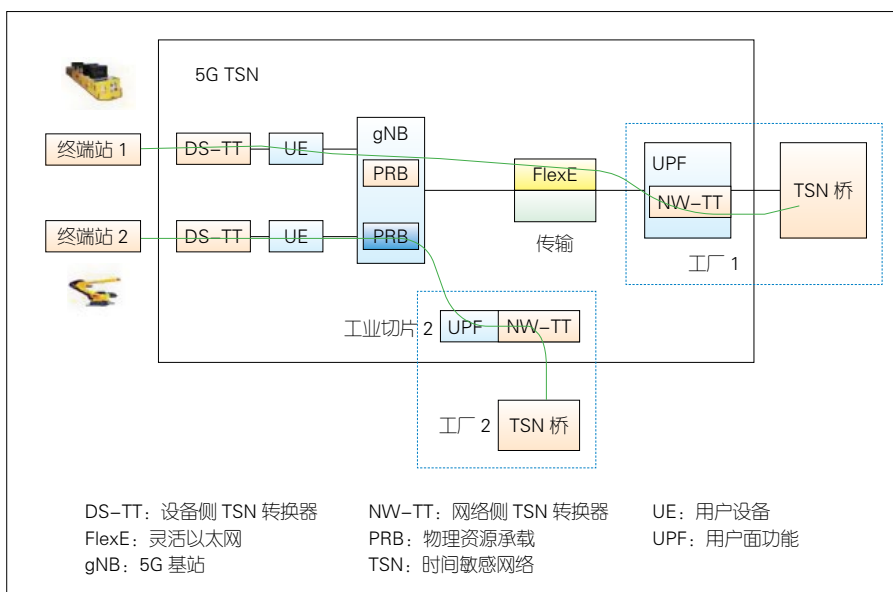 5G TSN
终端站 1
DS-TT
UE
gNB
PRB
FlexE
传输
UPF
NW-TT
TSN 桥
工厂 1
终端站 2
DS-TT
UE
PRB
工业切片 2
UPF
NW-TT
工厂 2
TSN 桥
DS-TT：设备侧 TSN 转换器
NW-TT：网络侧 TSN 转换器
UE：用户设备
FlexE：灵活以太网
PRB：物理资源承载
UPF：用户面功能
gNB：5G 基站
TSN：时间敏感网络